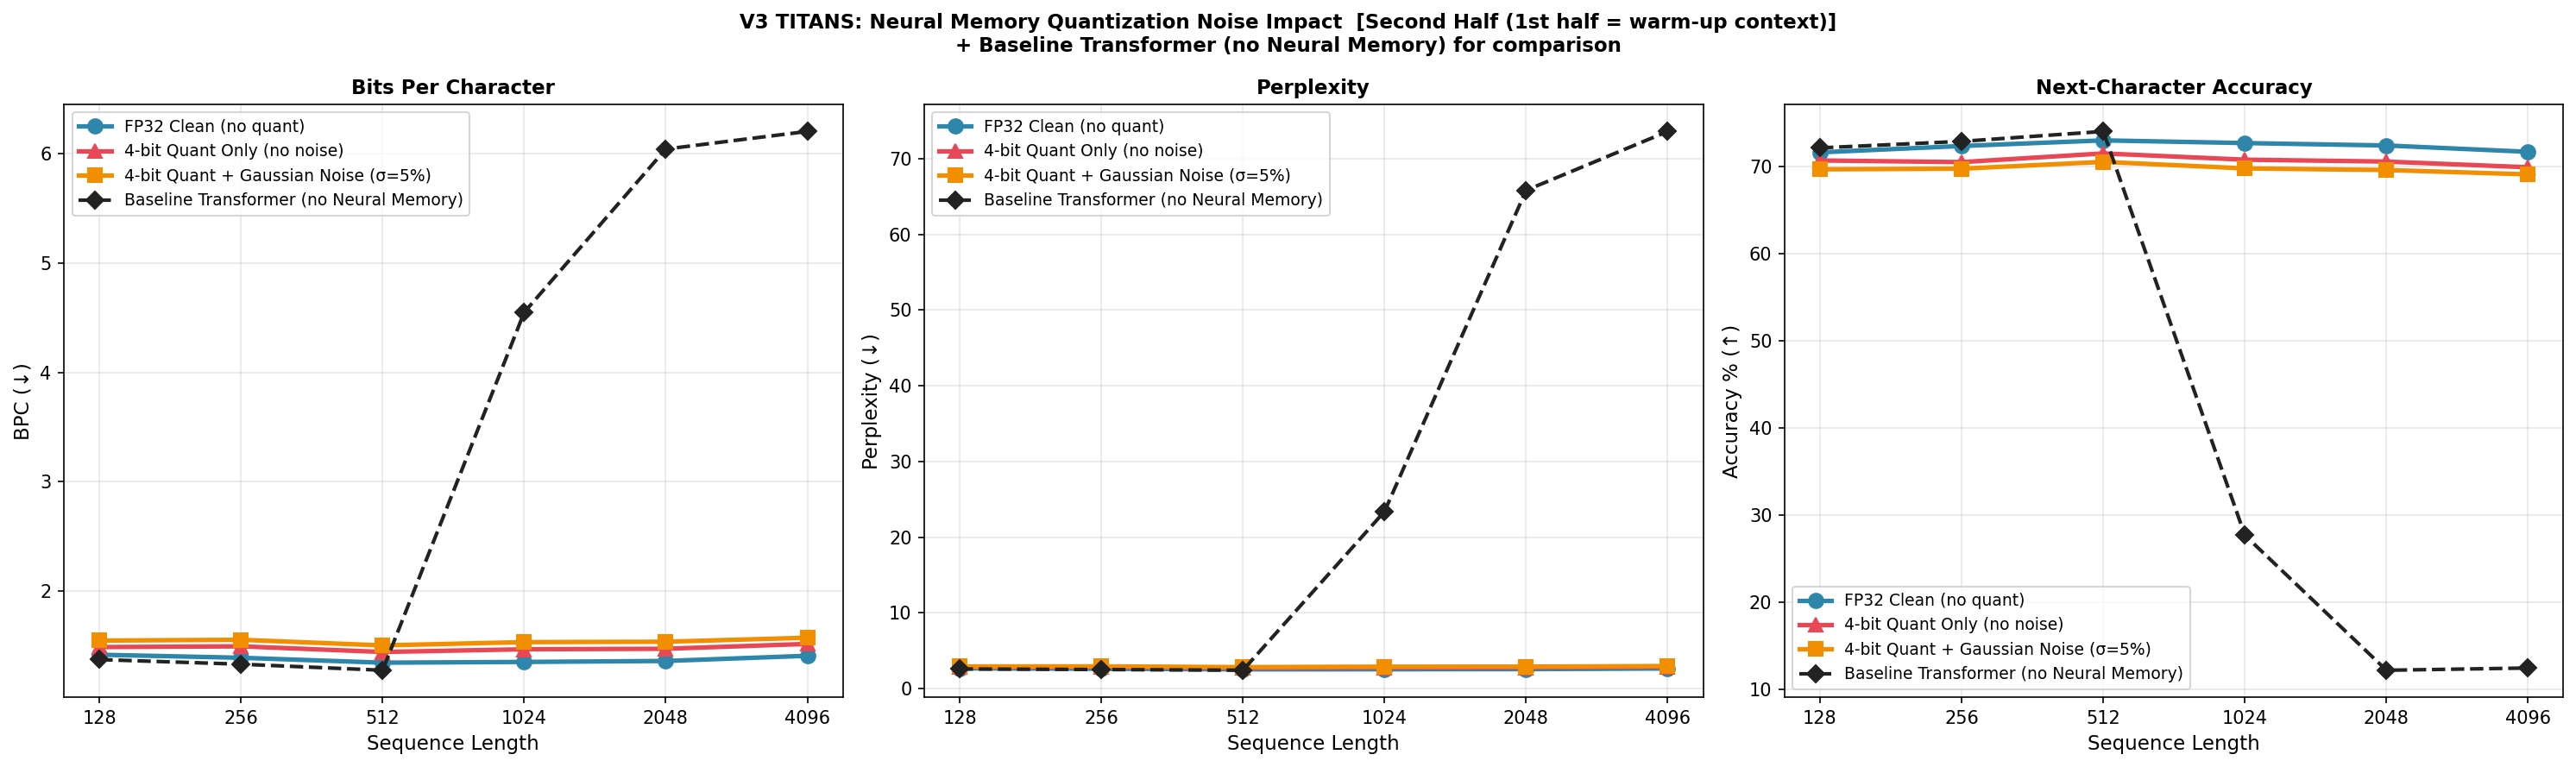 V3 TITANS: Neural Memory Quantization Noise Impact  [Second Half (1st half = warm-up context)]
+ Baseline Transformer (no Neural Memory) for comparison
Bits Per Character
FP32 Clean (no quant)
4-bit Quant Only (no noise)
4-bit Quant + Gaussian Noise (σ=5%)
Baseline Transformer (no Neural Memory)
BPC (↓)
6
5
4
3
2
128 256 512 1024 2048 4096
Sequence Length
Perplexity
FP32 Clean (no quant)
4-bit Quant Only (no noise)
4-bit Quant + Gaussian Noise (σ=5%)
Baseline Transformer (no Neural Memory)
Perplexity (↓)
70
60
50
40
30
20
10
0
128 256 512 1024 2048 4096
Sequence Length
Next-Character Accuracy
Accuracy % (↑)
70
60
50
40
30
20
10
FP32 Clean (no quant)
4-bit Quant Only (no noise)
4-bit Quant + Gaussian Noise (σ=5%)
Baseline Transformer (no Neural Memory)
128 256 512 1024 2048 4096
Sequence Length